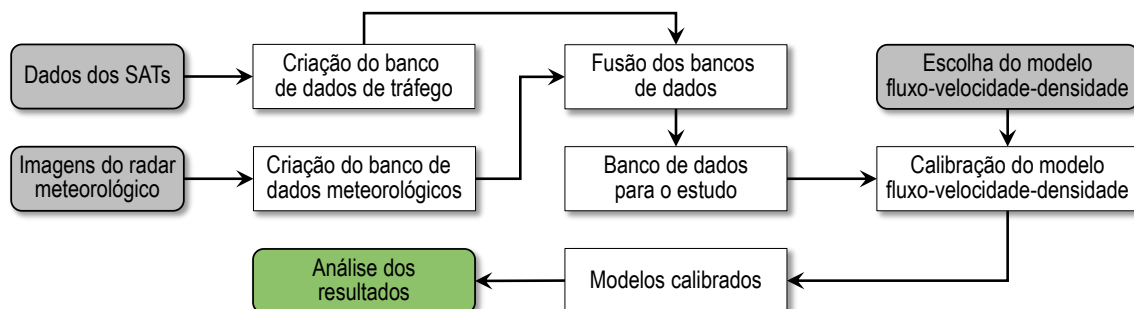 Dados dos SATs
Criação do banco
de dados de tráfego
Fusão dos bancos
de dados
Escolha do modelo
fluxo-velocidade-densidade
Imagens do radar
meteorológico
Criação do banco de
dados meteorológicos
Banco de dados
para o estudo
Calibração do modelo
fluxo-velocidade-densidade
Análise dos
resultados
Modelos calibrados